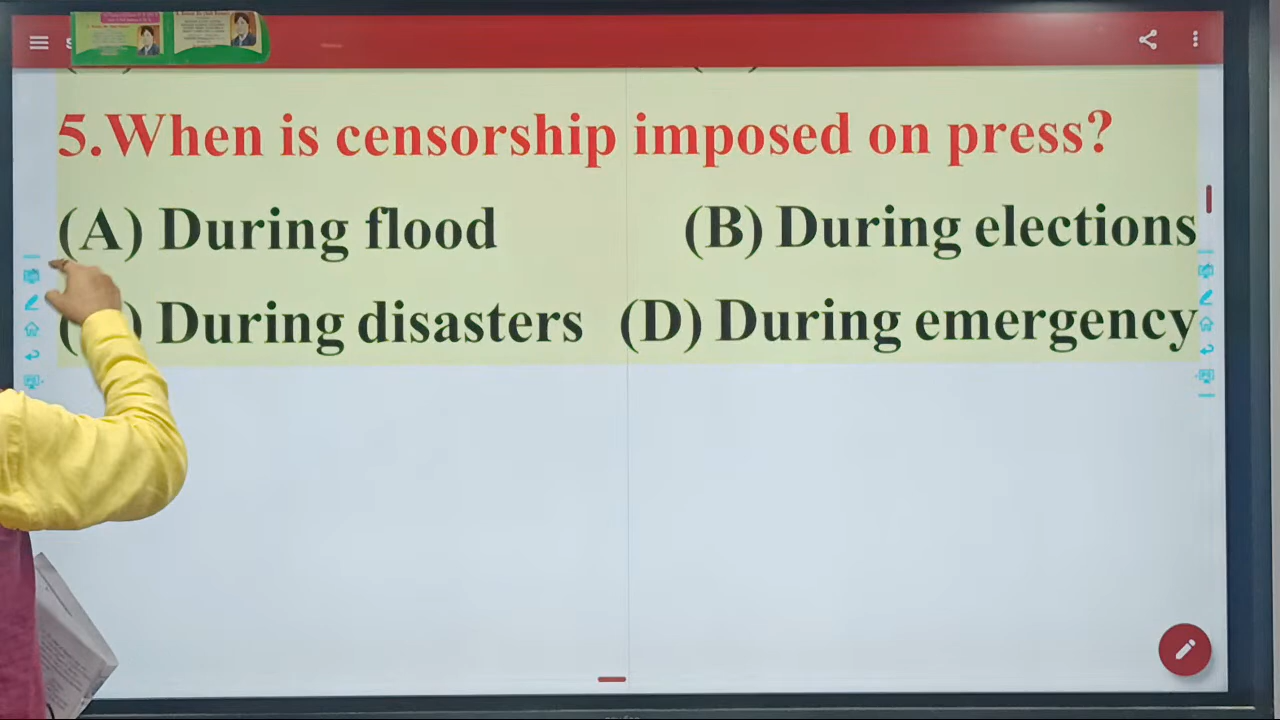 5.When is censorship imposed on press?
(A) During flood (B) During elections
During disasters (D) During emergency